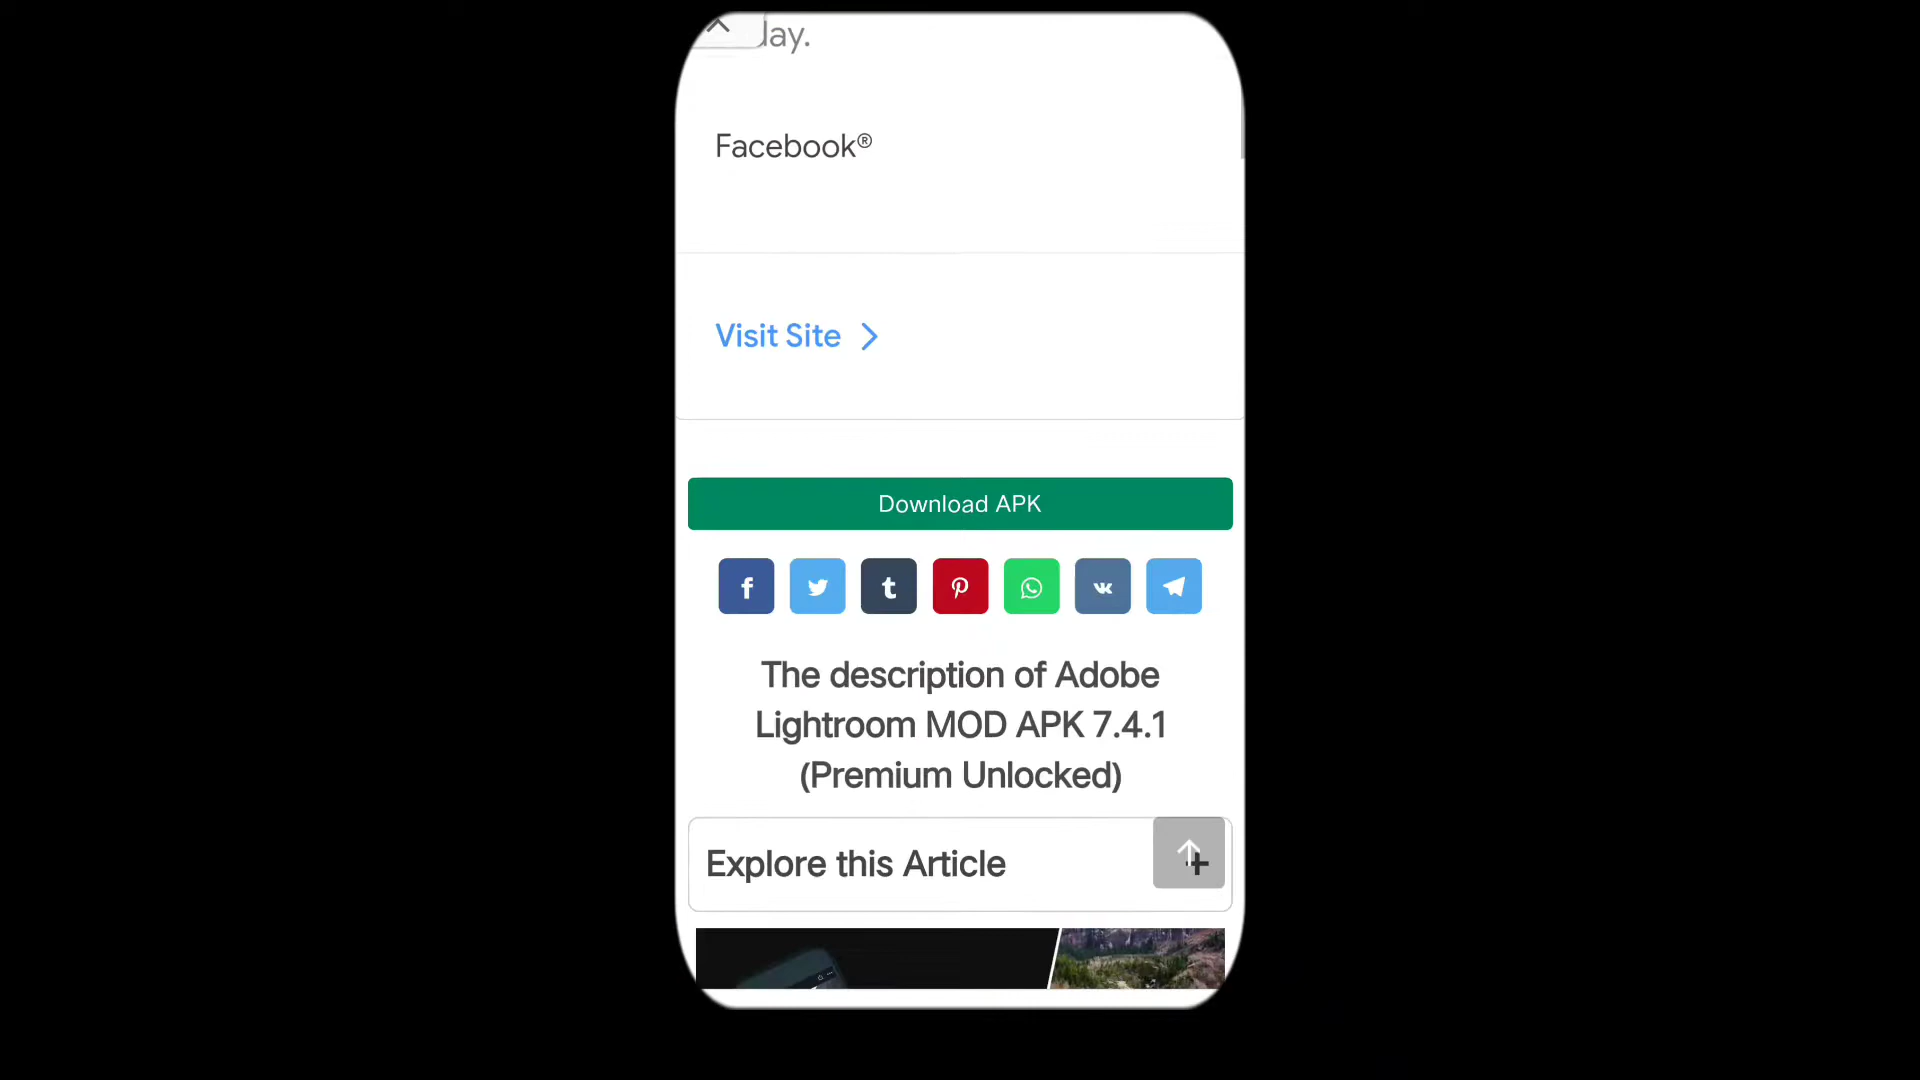 lay.
Facebook®
Visit Site
Download APK
The description of Adobe
Lightroom MOD APK 7.4.1
(Premium Unlocked)
Explore this Article